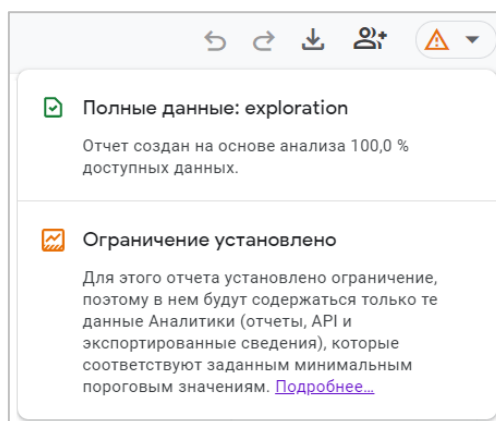 Полные данные: exploration
Отчет создан на основе анализа 100,0 %
доступных данных.
Ограничение установлено
Для этого отчета установлено ограничение,
поэтому в нем будут содержаться только те
данные Аналитики (отчеты, API и
экспортированные сведения), которые
соответствуют заданным минимальным
пороговым значениям. Подробнее…